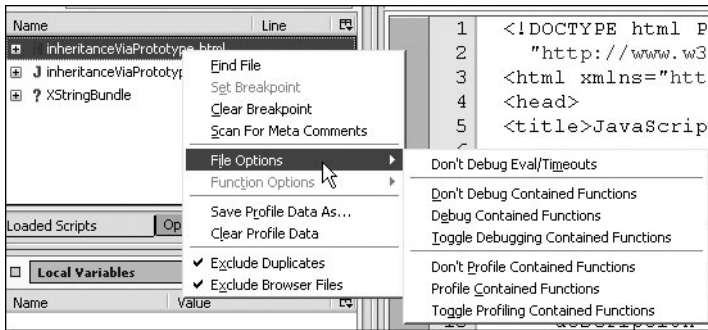 Name Line
H inheritanceViaPrototype.html
J inheritanceViaPrototyp
? XStringBundle
Loaded Scripts Op
Local Variables
Name Value
Find File
Set Breakpoint
Clear Breakpoint
Scan For Meta Comments
File Options
Function Options
Save Profile Data As...
Clear Profile Data
Exclude Duplicates
Exclude Browser Files
Don't Debug Eval/Timeouts
Don't Debug Contained Functions
Debug Contained Functions
Toggle Debugging Contained Functions
Don't Profile Contained Functions
Profile Contained Functions
Toggle Profiling Contained Functions
1 <!DOCTYPE html P
2 "http://www.w3
3 <html xmlns="htt
4 <head>
5 <title>JavaScrip